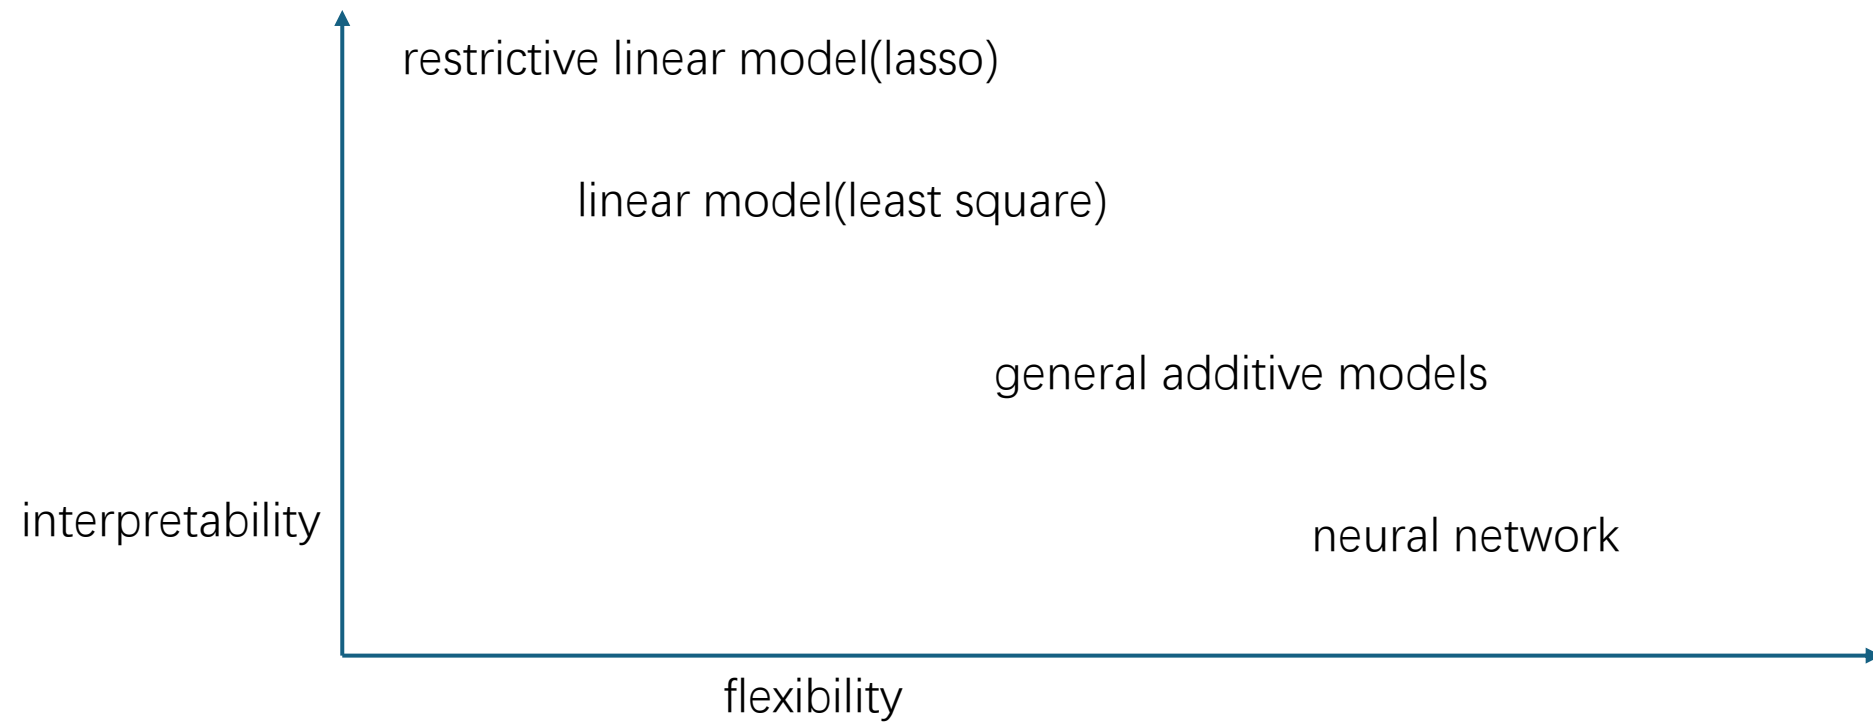 restrictive linear model(lasso)
linear model(least square)
general additive models
interpretability
neural network
flexibility